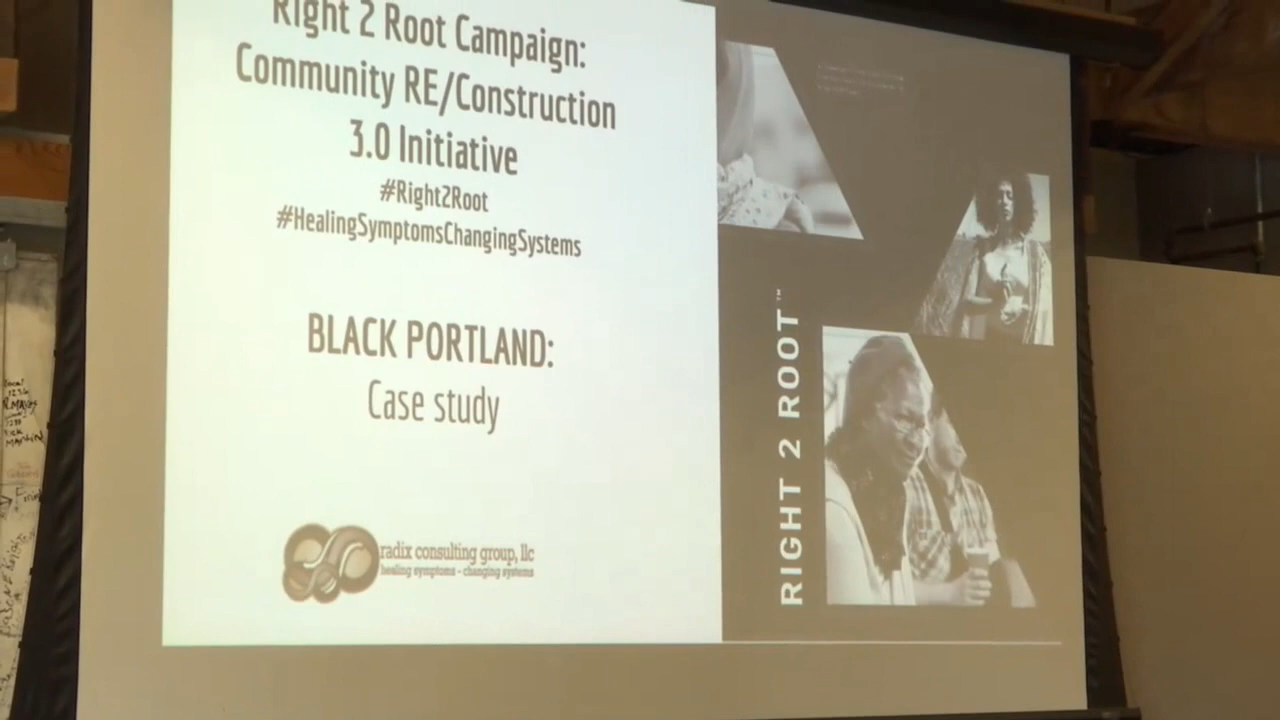 Right 2 Root Campaign:
Community RE/Construction
3.0 Initiative
#Right2Root
#HealingSymptomsChangingSystems
BLACK PORTLAND:
Case study
radix consulting group, llc
healing symptoms - changing systems
RIGHT 2 ROOT™